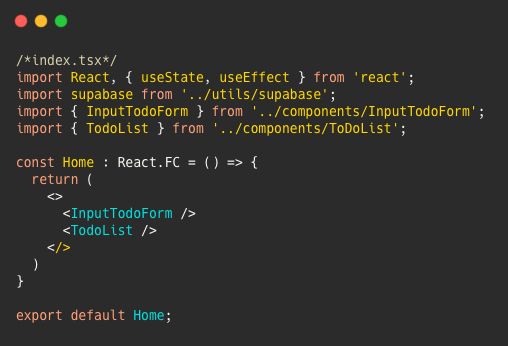 /*index.tsx*/
import React, { useState, useEffect } from 'react';
import supabase from '../utils/supabase';
import { InputTodoForm } from '../components/InputTodoForm';
import { TodoList } from '../components/ToDoList';

const Home : React.FC = () => {
  return (
    <>
      <InputTodoForm />
      <TodoList />
    </>
  )
}

export default Home;